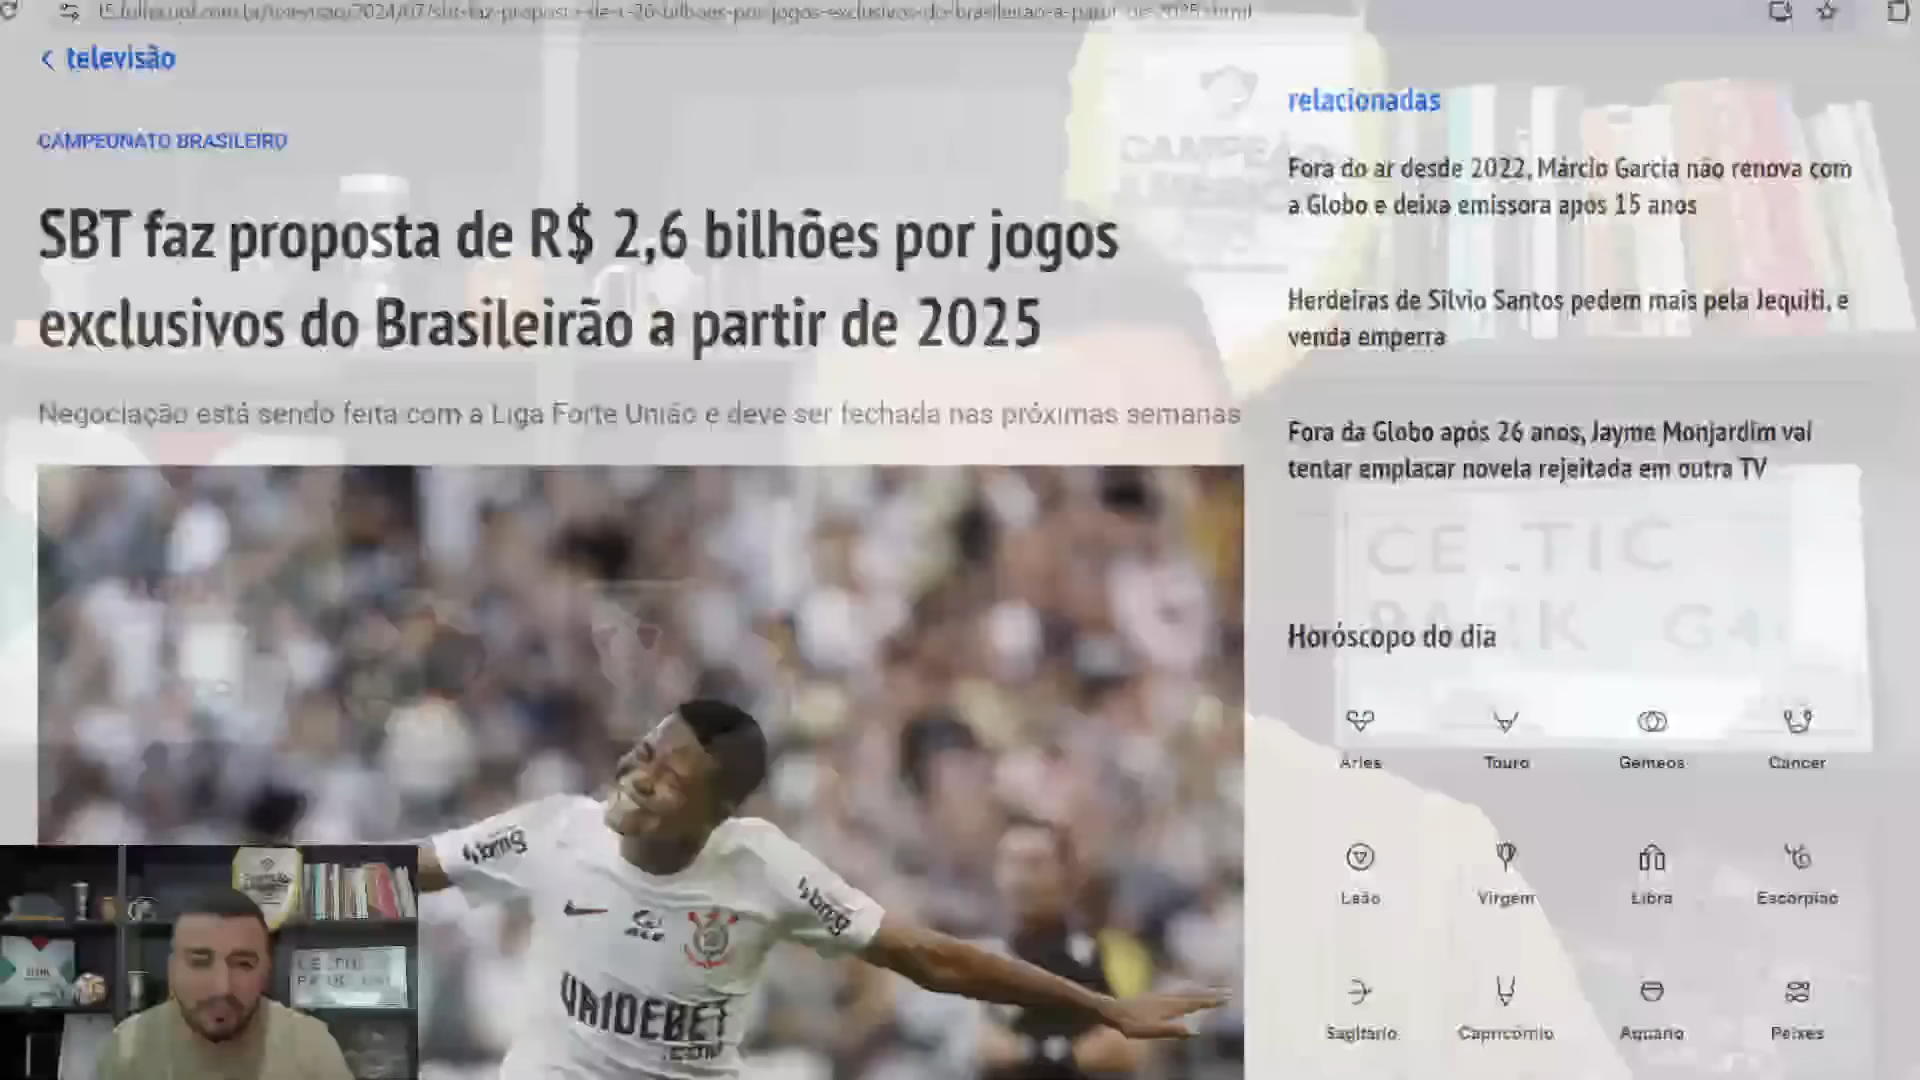 televisão
CAMPEONATO BRASILEIRO
SBT faz proposta de R$ 2,6 bilhões por jogos
exclusivos do Brasileirão a partir de 2025
Negociação está sendo feita com a Liga Forte União e deve ser fechada nas próximas semanas
relacionadas
Fora do ar desde 2022, Márcio Garcia não renova com
a Globo e deixa emissora após 15 anos
Herdeiras de Silvio Santos pedem mais pela Jequiti, e
venda emperra
Fora da Globo após 26 anos, Jayme Monjardim vai
tentar emplacar novela rejeitada em outra TV
CELTIC
Horóscopo do dia
Áries Touro Gêmeos Câncer
Leão Virgem Libra Escorpião
Sagitário Capricórnio Aquário Peixes
bmg
bmg
VAIDEBET
.COM